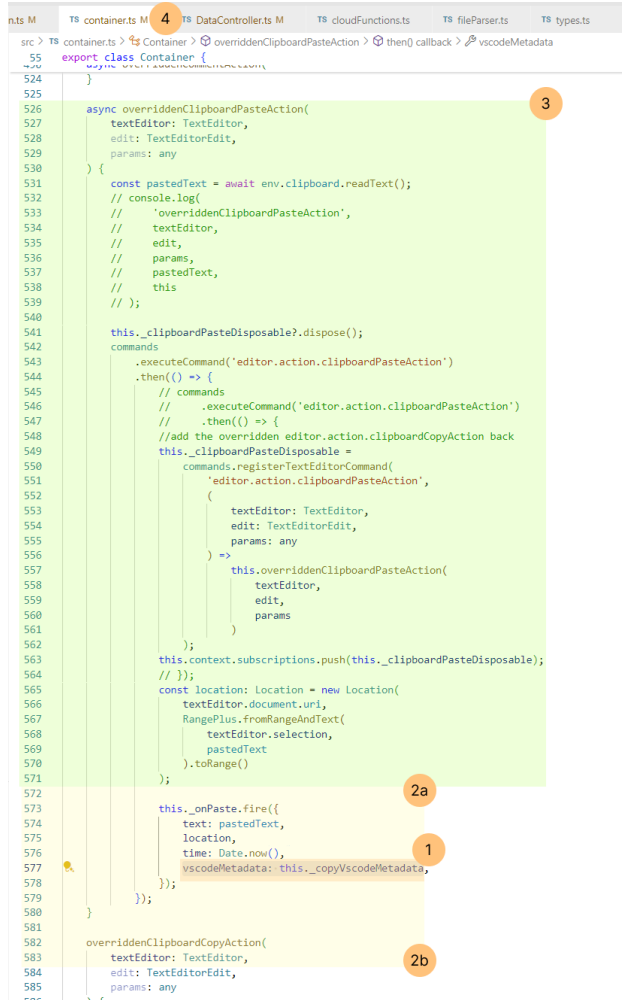 n.ts M TS container.ts M 4 TS DataController.ts M TS cloudFunctions.ts TS fileParser.ts TS types.ts
src > TS container.ts > Container > overriddenClipboardPasteAction > then() callback > vscodeMetadata
55 export class Container {
async overriddenCommentAction(
524 }
525
526 async overriddenClipboardPasteAction( 3
527 textEditor: TextEditor,
528 edit: TextEditorEdit,
529 params: any
530 ) {
531 const pastedText = await env.clipboard.readText();
532 // console.log(
533 // 'overriddenClipboardPasteAction',
534 // textEditor,
535 // edit,
536 // params,
537 // pastedText,
538 // this
539 // );
540
541 this._clipboardPasteDisposable?.dispose();
542 commands
543 .executeCommand('editor.action.clipboardPasteAction')
544 .then(() => {
545 // commands
546 // .executeCommand('editor.action.clipboardPasteAction')
547 // .then(() => {
548 //add the overridden editor.action.clipboardCopyAction back
549 this._clipboardPasteDisposable =
550 commands.registerTextEditorCommand(
551 'editor.action.clipboardPasteAction',
552 (
553 textEditor: TextEditor,
554 edit: TextEditorEdit,
555 params: any
556 ) =>
557 this.overriddenClipboardPasteAction(
558 textEditor,
559 edit,
560 params
561 )
562 );
563 this.context.subscriptions.push(this._clipboardPasteDisposable);
564 // });
565 const location: Location = new Location(
566 textEditor.document.uri,
567 RangePlus.fromRangeAndText(
568 textEditor.selection,
569 pastedText
570 ).toRange()
571 );
572 2a
573 this._onPaste.fire({
574 text: pastedText,
575 location,
576 time: Date.now(), 1
577 vscodeMetadata: this._copyVscodeMetadata,
578 });
579 });
580 }
581
582 overriddenClipboardCopyAction(
583 textEditor: TextEditor, 2b
584 edit: TextEditorEdit,
585 params: any